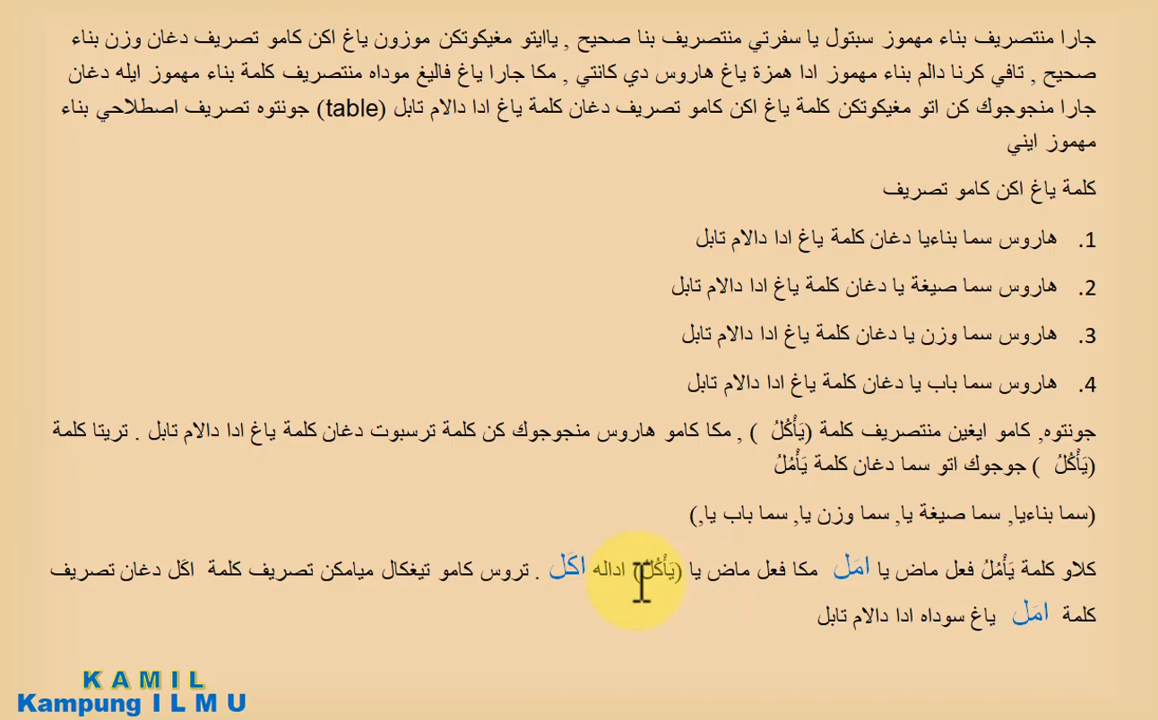 جارا منتصريف بناء مهموز سبتول يا سفرتي منتصريف بنا صحيح , ياايتو مغيكوتكن موزون ياغ اكن كامو تصريف دغان وزن بناء
صحيح , تافي كرنا دالم بناء مهموز ادا همزة ياغ هاروس دي كانتي , مكا جارا ياغ فاليغ موداه منتصريف كلمة بناء مهموز ايله دغان
جارا منجوجوك كن اتو مغيكوتكن كلمة ياغ اكن كامو تصريف دغان كلمة ياغ ادا دالام تابل (table) جونتوه تصريف اصطلاحي بناء
مهموز ايني
كلمة ياغ اكن كامو تصريف
1. هاروس سما بناءيا دغان كلمة ياغ ادا دالام تابل
2. هاروس سما صيغة يا دغان كلمة ياغ ادا دالام تابل
3. هاروس سما وزن يا دغان كلمة ياغ ادا دالام تابل
4. هاروس سما باب يا دغان كلمة ياغ ادا دالام تابل
جونتوه, كامو ايغين منتصريف كلمة (يَأْكُلُ ) , مكا كامو هاروس منجوجوك كن كلمة ترسبوت دغان كلمة ياغ ادا دالام تابل . تريتا كلمة
(يَأْكُلُ ) جوجوك اتو سما دغان كلمة يَأْمُلُ
(سما بناءيا, سما صيغة يا, سما وزن يا, سما باب يا,)
كلاو كلمة يَأْمُلُ فعل ماض يا امَل مكا فعل ماض يا (يَأْكُلُ) اداله اكَل . تروس كامو تيغكال ميامكن تصريف كلمة اكَل دغان تصريف
كلمة امَل ياغ سوداه ادا دالام تابل
KAMIL
Kampung ILMU